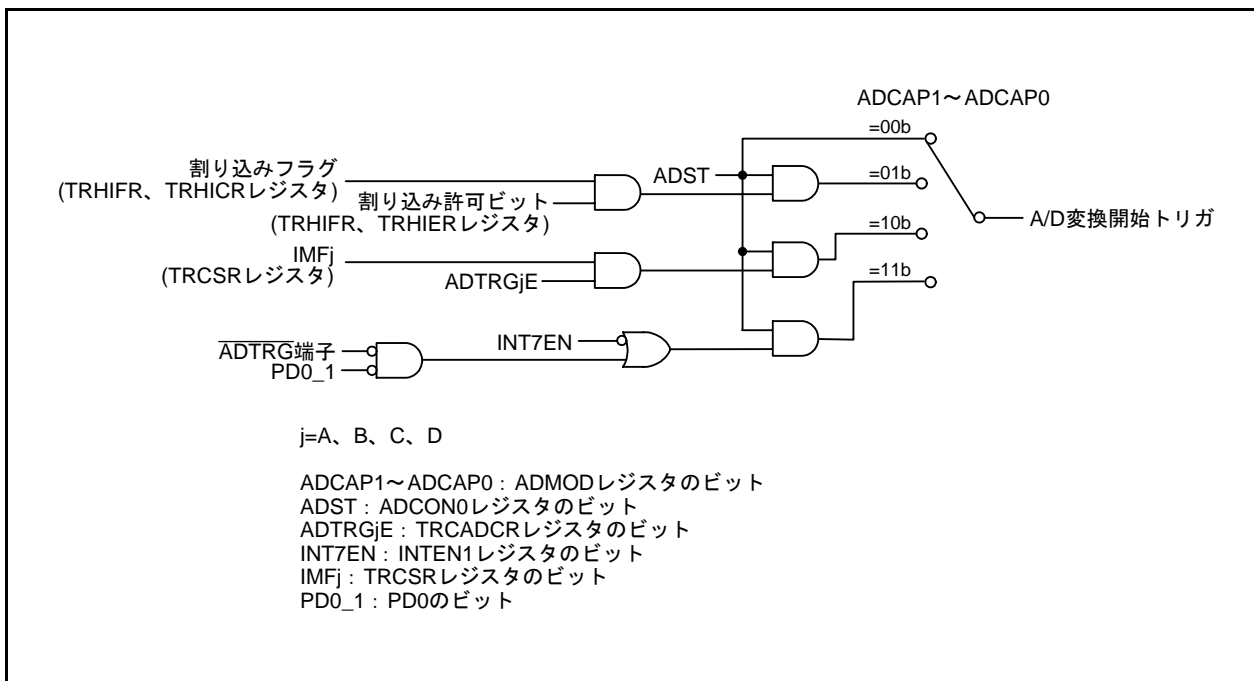 ADCAP1～ADCAP0
=00b
割り込みフラグ
(TRHIFR、TRHICRレジスタ)
ADST
=01b
割り込み許可ビット
(TRHIFR、TRHIERレジスタ)
A/D変換開始トリガ
=10b
IMFj
(TRCSRレジスタ)
ADTRGjE
=11b
INT7EN
ADTRG端子
PD0_1
j=A、B、C、D
ADCAP1～ADCAP0：ADMODレジスタのビット
ADST：ADCON0レジスタのビット
ADTRGjE：TRCADCRレジスタのビット
INT7EN：INTEN1レジスタのビット
IMFj：TRCSRレジスタのビット
PD0_1：PD0のビット